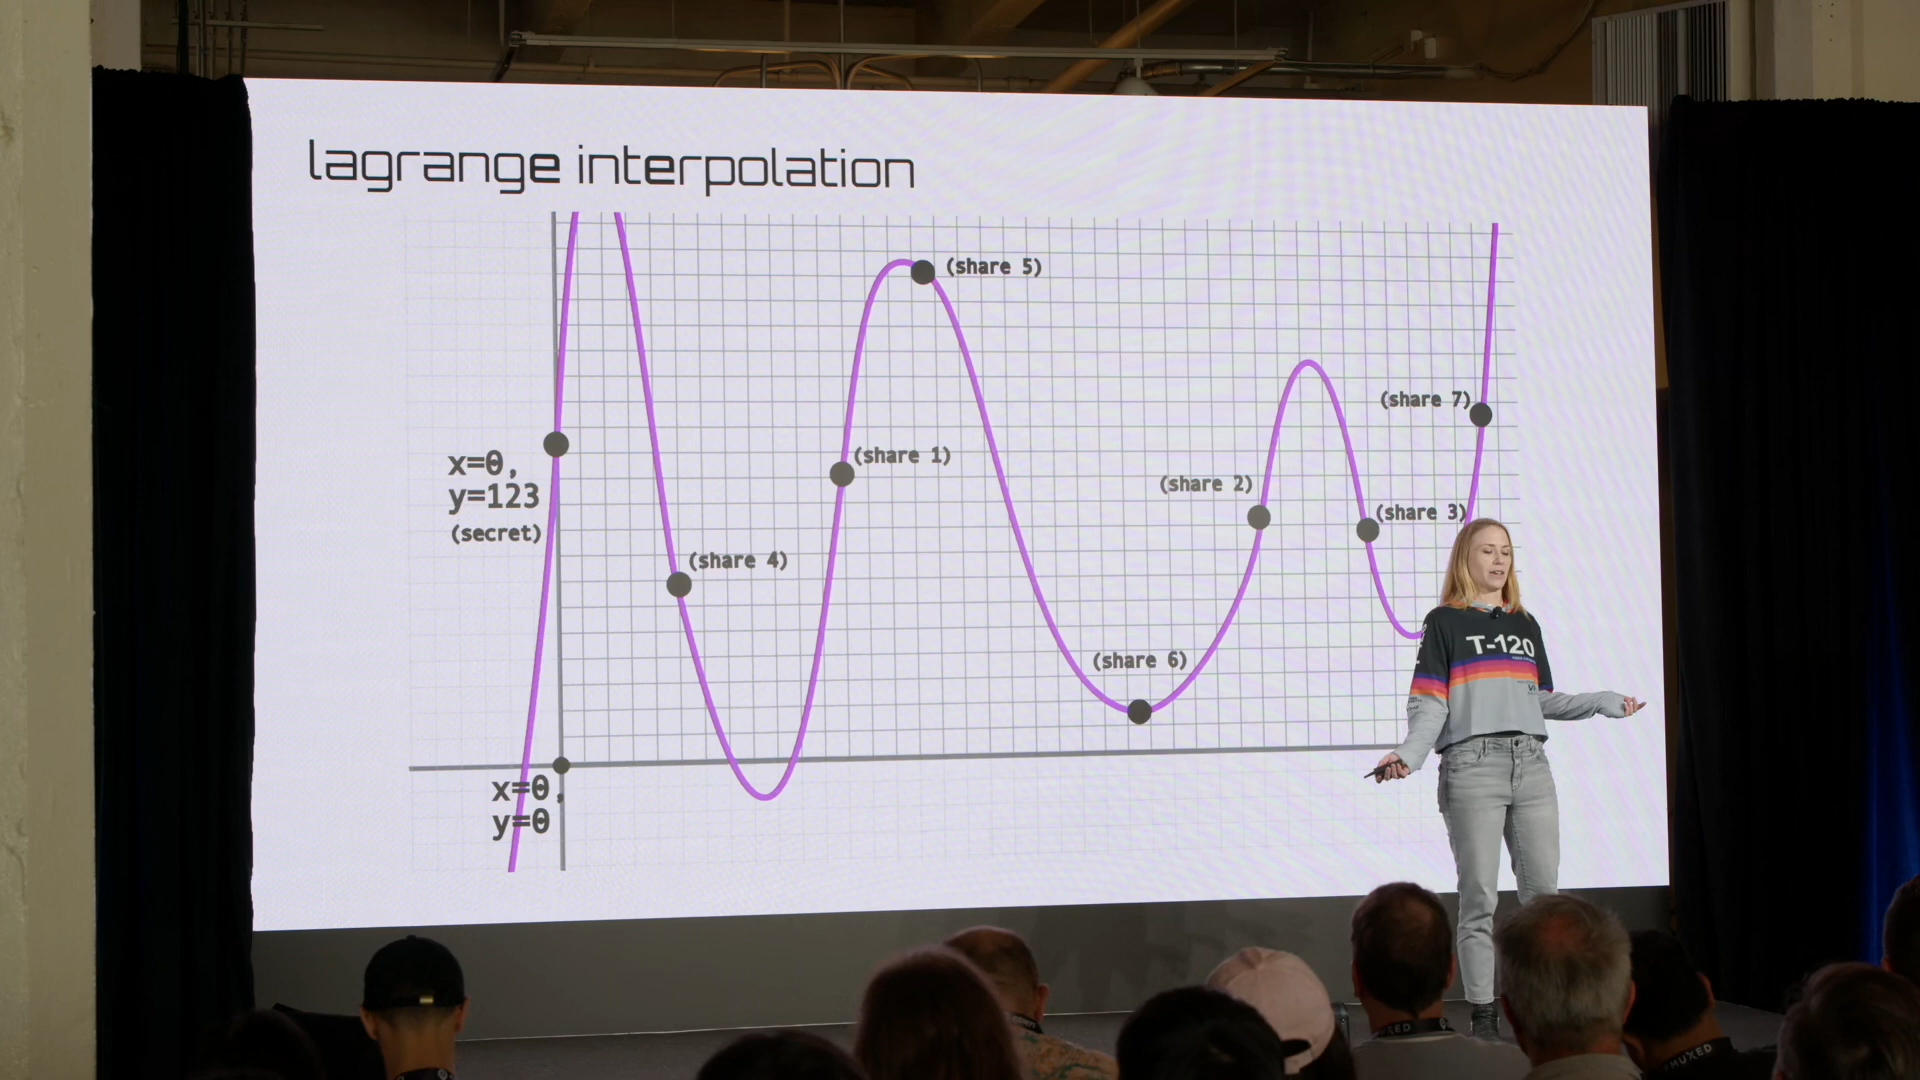 lagrange interpolation
(share 5)
(share 7)
(share 1)
x=0,
y=123
(secret)
(share 2)
(share 3)
(share 4)
(share 6)
T-120
x=0,
y=0